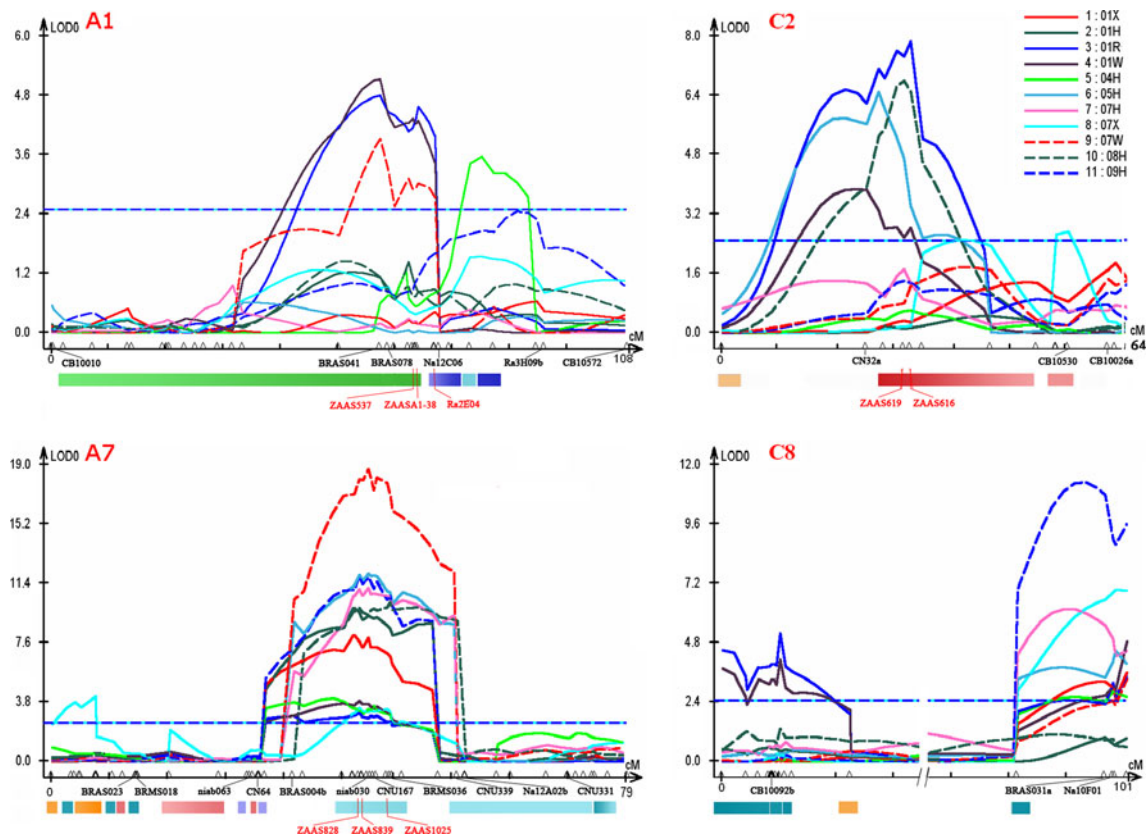 A1
LOD0
6.0
4.8
3.6
2.4
1.2
0.0
cM
0
108
CB10010
BRAS041
BRAS078
Na12C06
Ra3H09b
CB10572
ZAAS537
ZAASA1-38
Ra2E04
C2
LOD0
8.0
6.4
4.8
3.2
1.6
0.0
1 : 01X
2 : 01H
3 : 01R
4 : 01W
5 : 04H
6 : 05H
7 : 07H
8 : 07X
9 : 07W
10 : 08H
11 : 09H
cM
0
64
CN32a
CB10530
CB10026a
ZAAS619
ZAAS616
A7
LOD0
19.0
15.2
11.4
7.6
3.8
0.0
cM
0
79
BRAS023
BRMS018
niab063
CN64
BRAS004b
niab030
CNU167
BRMS036
CNU339
Na12A02b
CNU331
ZAAS828
ZAAS839
ZAAS1025
C8
LOD0
12.0
9.6
7.2
4.8
2.4
0.0
cM
0
101
CB10092b
BRAS031a
Na10F01